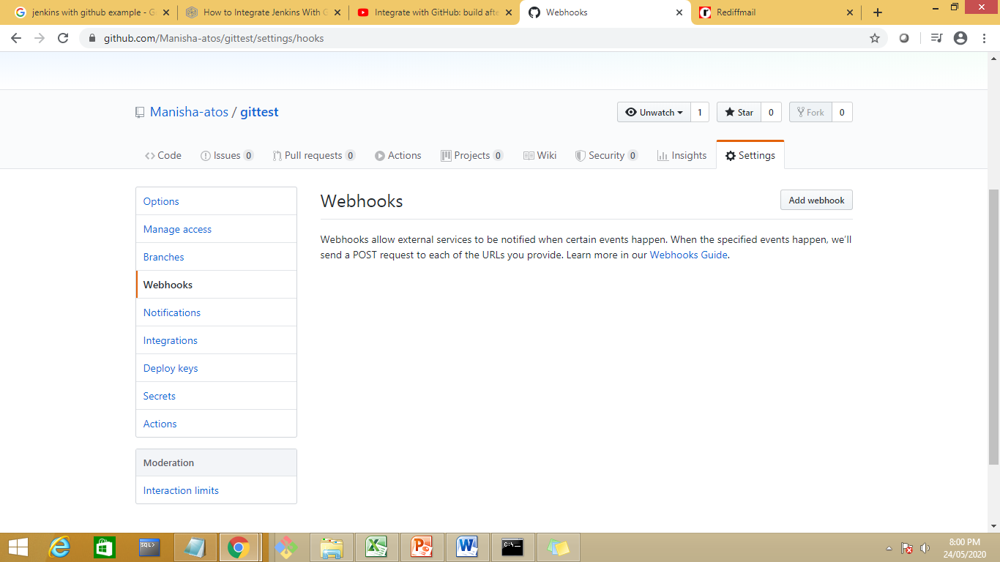 jenkins with github example - G
How to Integrate Jenkins With G
Integrate with GitHub: build afte
Webhooks
Rediffmail
github.com/Manisha-atos/gittest/settings/hooks
Manisha-atos / gittest
Unwatch 1
Star 0
Fork 0
Code
Issues 0
Pull requests 0
Actions
Projects 0
Wiki
Security 0
Insights
Settings
Options
Manage access
Branches
Webhooks
Notifications
Integrations
Deploy keys
Secrets
Actions
Moderation
Interaction limits
Webhooks
Add webhook
Webhooks allow external services to be notified when certain events happen. When the specified events happen, we’ll
send a POST request to each of the URLs you provide. Learn more in our Webhooks Guide.
SQL>
C:\_
8:00 PM
24/05/2020